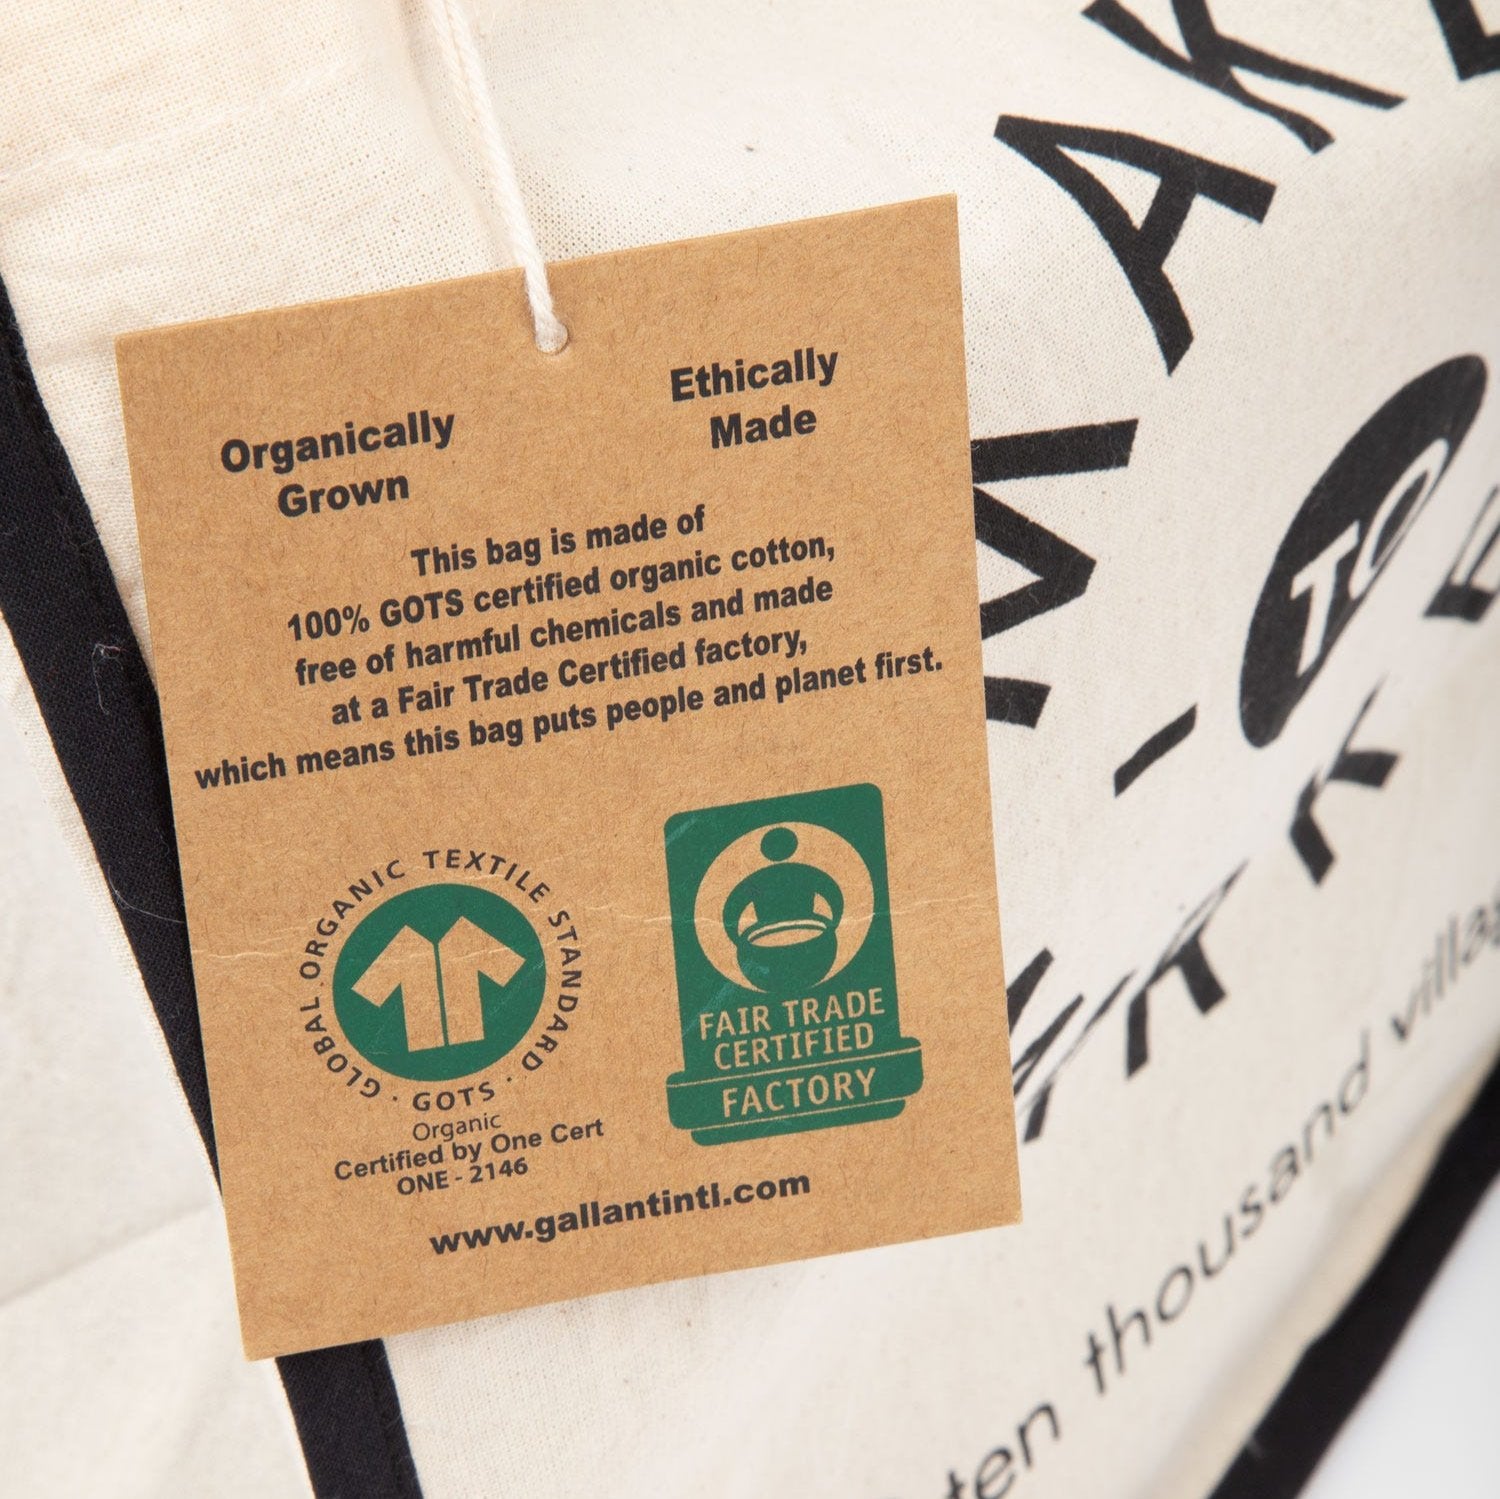 Organically
Grown
Ethically
Made
This bag is made of
100% GOTS certified organic cotton,
free of harmful chemicals and made
at a Fair Trade Certified factory,
which means this bag puts people and planet first.
GLOBAL ORGANIC TEXTILE STANDARD · GOTS ·
Organic
Certified by One Cert
ONE - 2146
FAIR TRADE
CERTIFIED
FACTORY
www.gallantintl.com
MAKE
-TO
ten thousand